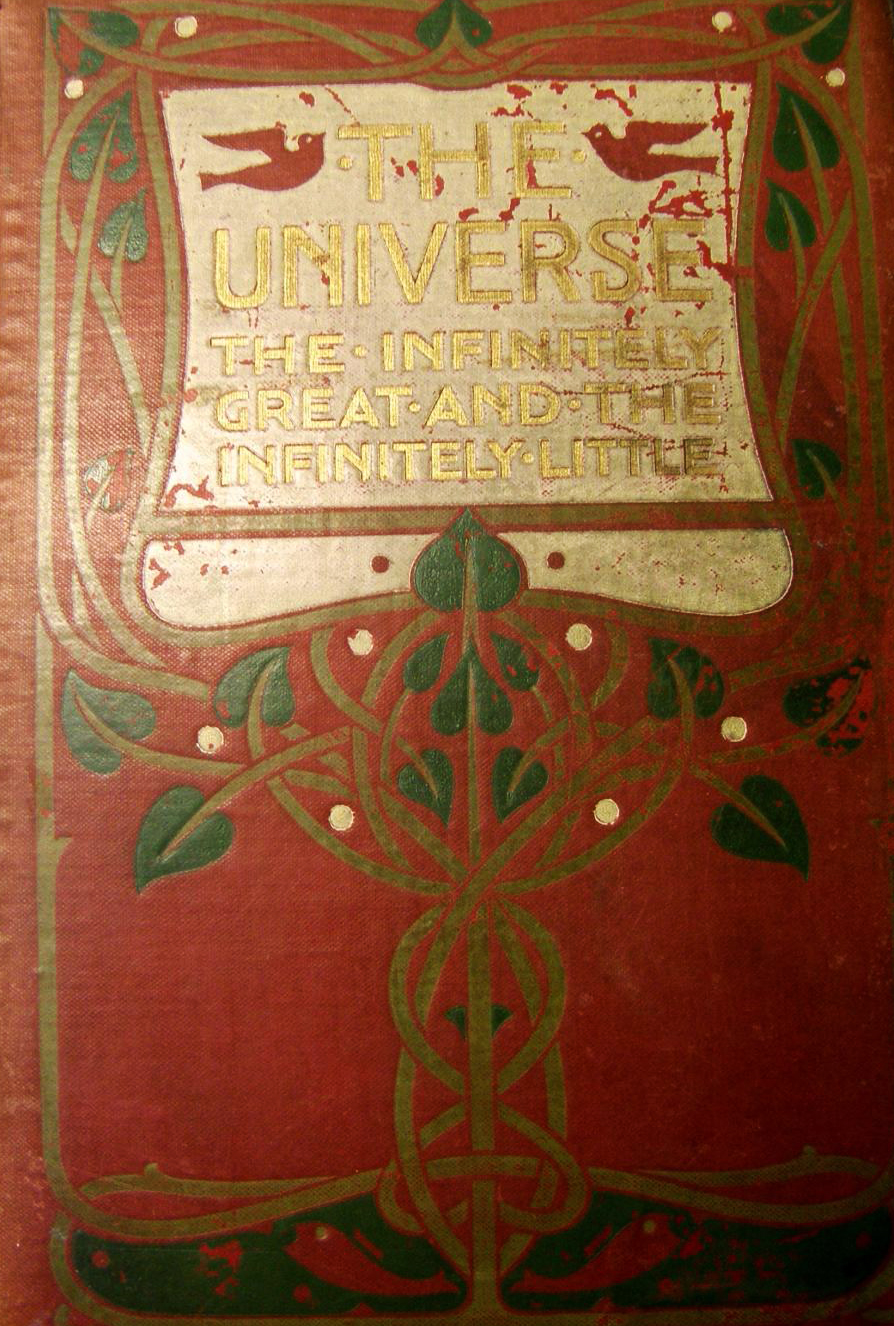 ·THE·
UNIVERSE
THE·INFINITELY
GREAT·AND·THE
INFINITELY·LITTLE